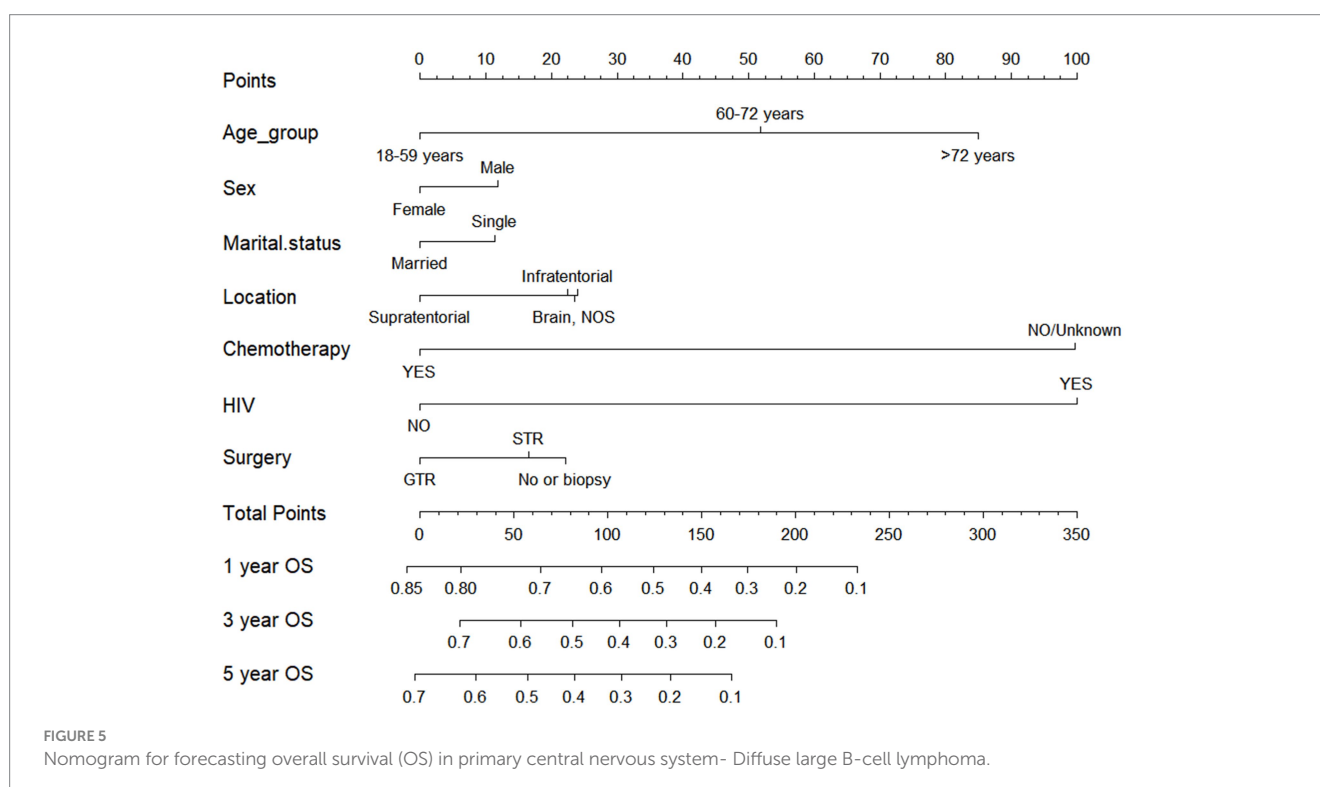 0 10 20 30 40 50 60 70 80 90 100
Points
60-72 years
Age_group
18-59 years >72 years
Male
Sex
Female
Single
Marital.status
Married
Infratentorial
Location
Supratentorial Brain, NOS
NO/Unknown
Chemotherapy
YES
YES
HIV
NO
STR
Surgery
GTR No or biopsy
Total Points
0 50 100 150 200 250 300 350
1 year OS
0.85 0.80 0.7 0.6 0.5 0.4 0.3 0.2 0.1
3 year OS
0.7 0.6 0.5 0.4 0.3 0.2 0.1
5 year OS
0.7 0.6 0.5 0.4 0.3 0.2 0.1
FIGURE 5
Nomogram for forecasting overall survival (OS) in primary central nervous system- Diffuse large B-cell lymphoma.